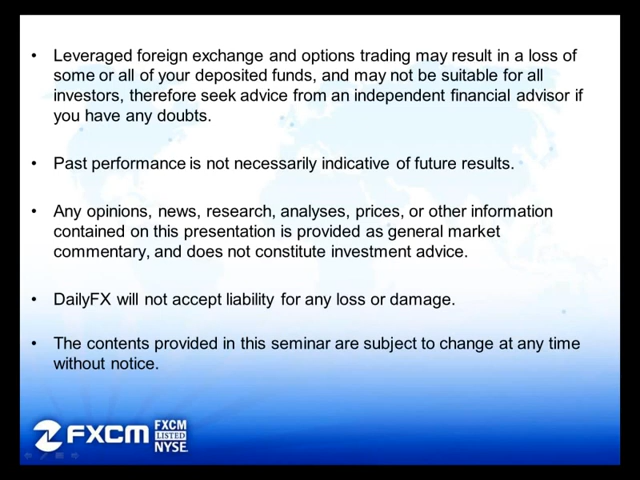 • Leveraged foreign exchange and options trading may result in a loss of
some or all of your deposited funds, and may not be suitable for all
investors, therefore seek advice from an independent financial advisor if
you have any doubts.
• Past performance is not necessarily indicative of future results.
• Any opinions, news, research, analyses, prices, or other information
contained on this presentation is provided as general market
commentary, and does not constitute investment advice.
• DailyFX will not accept liability for any loss or damage.
• The contents provided in this seminar are subject to change at any time
without notice.
FXCM
FXCM
LISTED
NYSE